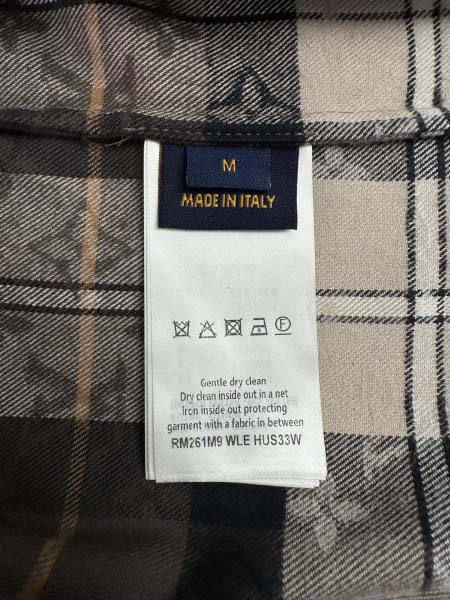 M
MADE IN ITALY
Gentle dry clean
Dry clean inside out in a net
Iron inside out protecting
garment with a fabric in between
RM261M9 WLE HUS33W